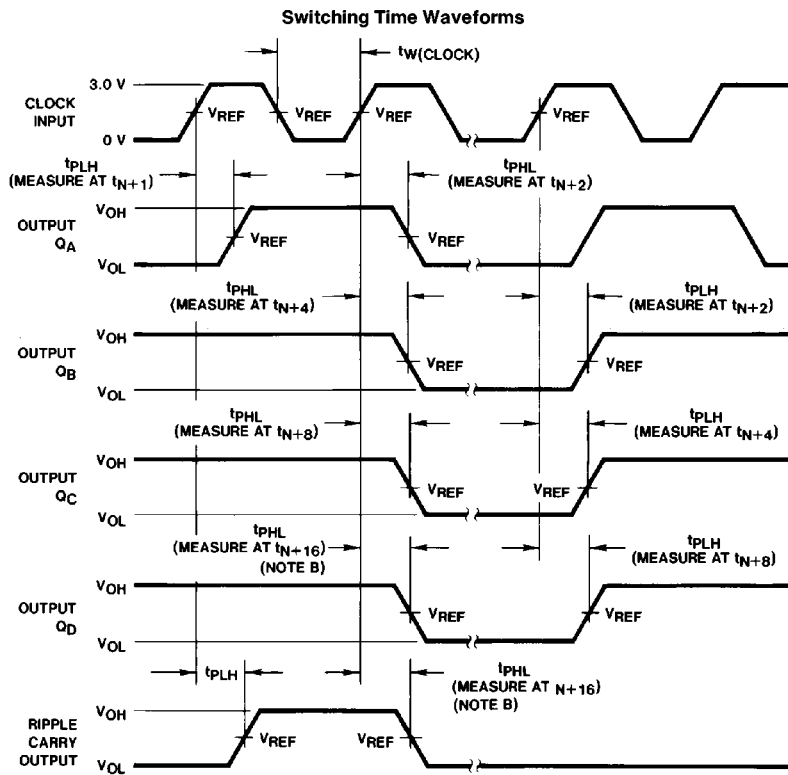 Switching Time Waveforms
tW(CLOCK)
3.0 V
CLOCK
INPUT
VREF VREF VREF VREF
0 V
tPLH
(MEASURE AT tN+1)
tPHL
(MEASURE AT tN+2)
VOH
OUTPUT
QA
VREF VREF
VOL
tPHL
(MEASURE AT tN+4)
tPLH
(MEASURE AT tN+2)
VOH
OUTPUT
QB
VREF VREF
VOL
tPHL
(MEASURE AT tN+8)
tPLH
(MEASURE AT tN+4)
VOH
OUTPUT
QC
VREF VREF
VOL
tPHL
(MEASURE AT tN+16)
(NOTE B)
tPLH
(MEASURE AT tN+8)
VOH
OUTPUT
QD
VREF VREF
VOL
tPLH
tPHL
(MEASURE AT N+16)
(NOTE B)
VOH
RIPPLE
CARRY
OUTPUT
VREF VREF
VOL